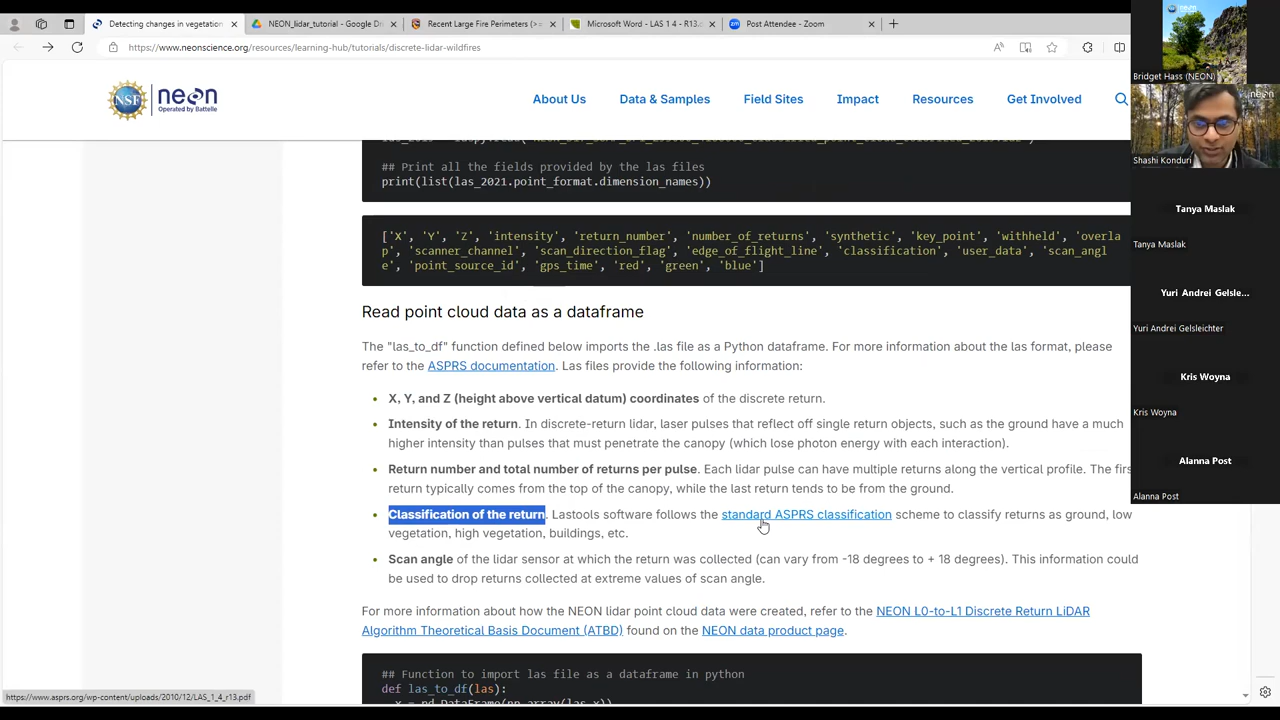 Detecting changes in vegetation
NEON_lidar_tutorial - Google Dri
Recent Large Fire Perimeters (>=
Microsoft Word - LAS 1 4 - R13.
Post Attendee - Zoom
https://www.neonscience.org/resources/learning-hub/tutorials/discrete-lidar-wildfires
NSF
neon
Operated by Battelle
About Us
Data & Samples
Field Sites
Impact
Resources
Get Involved
## Print all the fields provided by the las files
print(list(las_2021.point_format.dimension_names))
['X', 'Y', 'Z', 'intensity', 'return_number', 'number_of_returns', 'synthetic', 'key_point', 'withheld', 'overla
p', 'scanner_channel', 'scan_direction_flag', 'edge_of_flight_line', 'classification', 'user_data', 'scan_angl
e', 'point_source_id', 'gps_time', 'red', 'green', 'blue']
Read point cloud data as a dataframe
The "las_to_df" function defined below imports the .las file as a Python dataframe. For more information about the las format, please
refer to the ASPRS documentation. Las files provide the following information:
• X, Y, and Z (height above vertical datum) coordinates of the discrete return.
• Intensity of the return. In discrete-return lidar, laser pulses that reflect off single return objects, such as the ground have a much
higher intensity than pulses that must penetrate the canopy (which lose photon energy with each interaction).
• Return number and total number of returns per pulse. Each lidar pulse can have multiple returns along the vertical profile. The firs
return typically comes from the top of the canopy, while the last return tends to be from the ground.
• Classification of the return. Lastools software follows the standard ASPRS classification scheme to classify returns as ground, low
vegetation, high vegetation, buildings, etc.
• Scan angle of the lidar sensor at which the return was collected (can vary from -18 degrees to + 18 degrees). This information could
be used to drop returns collected at extreme values of scan angle.
For more information about how the NEON lidar point cloud data were created, refer to the NEON L0-to-L1 Discrete Return LiDAR
Algorithm Theoretical Basis Document (ATBD) found on the NEON data product page.
## Function to import las file as a dataframe in python
def las_to_df(las):
x = pd.DataFrame(np.array(las.x))
https://www.asprs.org/wp-content/uploads/2010/12/LAS_1_4_r13.pdf
neon
Bridget Hass (NEON)
neon
Shashi Konduri
Tanya Maslak
Tanya Maslak
Yuri Andrei Gelsle...
Yuri Andrei Gelsleichter
Kris Woyna
Kris Woyna
Alanna Post
Alanna Post